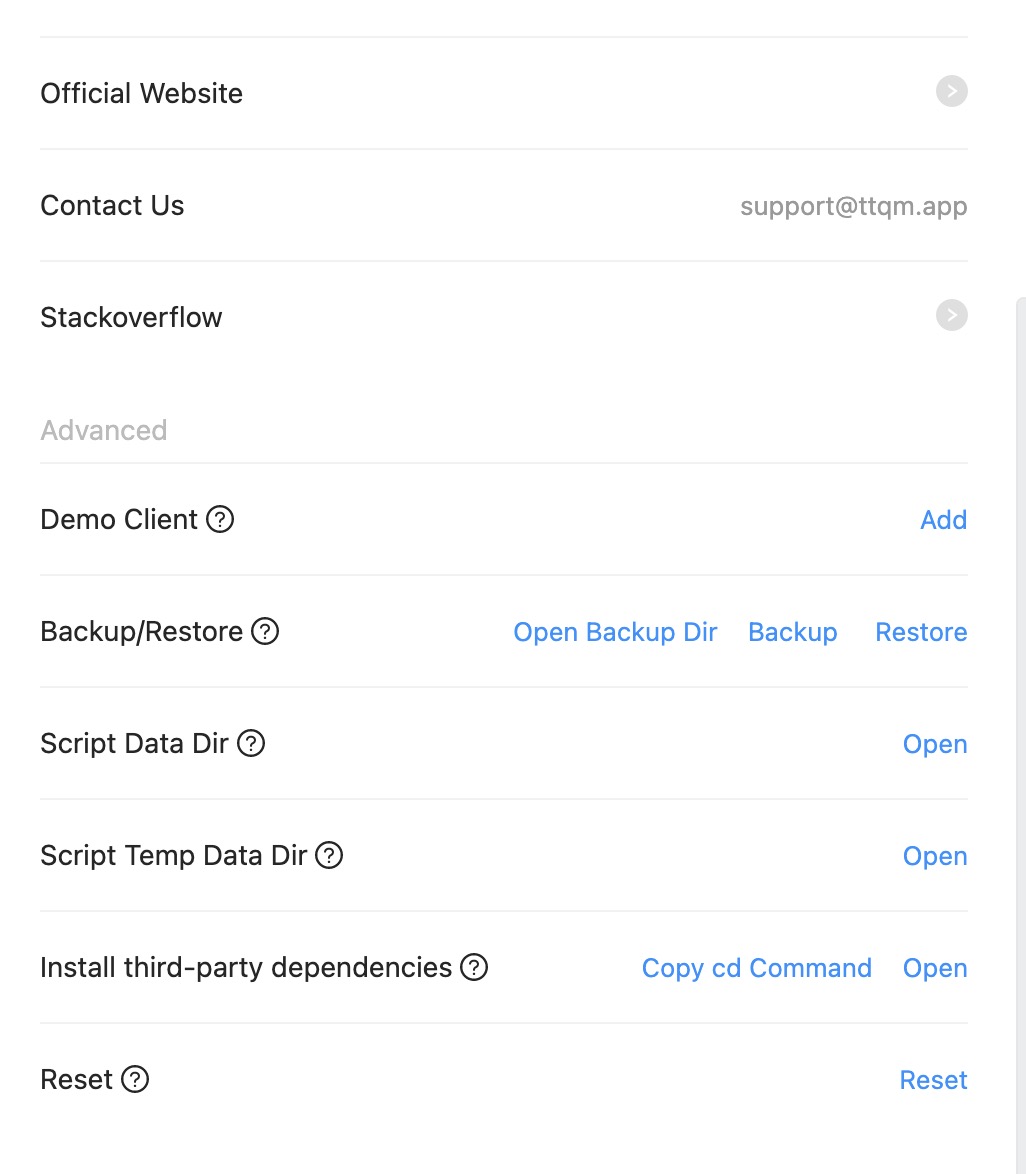 Official Website
Contact Us support@ttqm.app
Stackoverflow
Advanced
Demo Client Add
Backup/Restore Open Backup Dir Backup Restore
Script Data Dir Open
Script Temp Data Dir Open
Install third-party dependencies Copy cd Command Open
Reset Reset